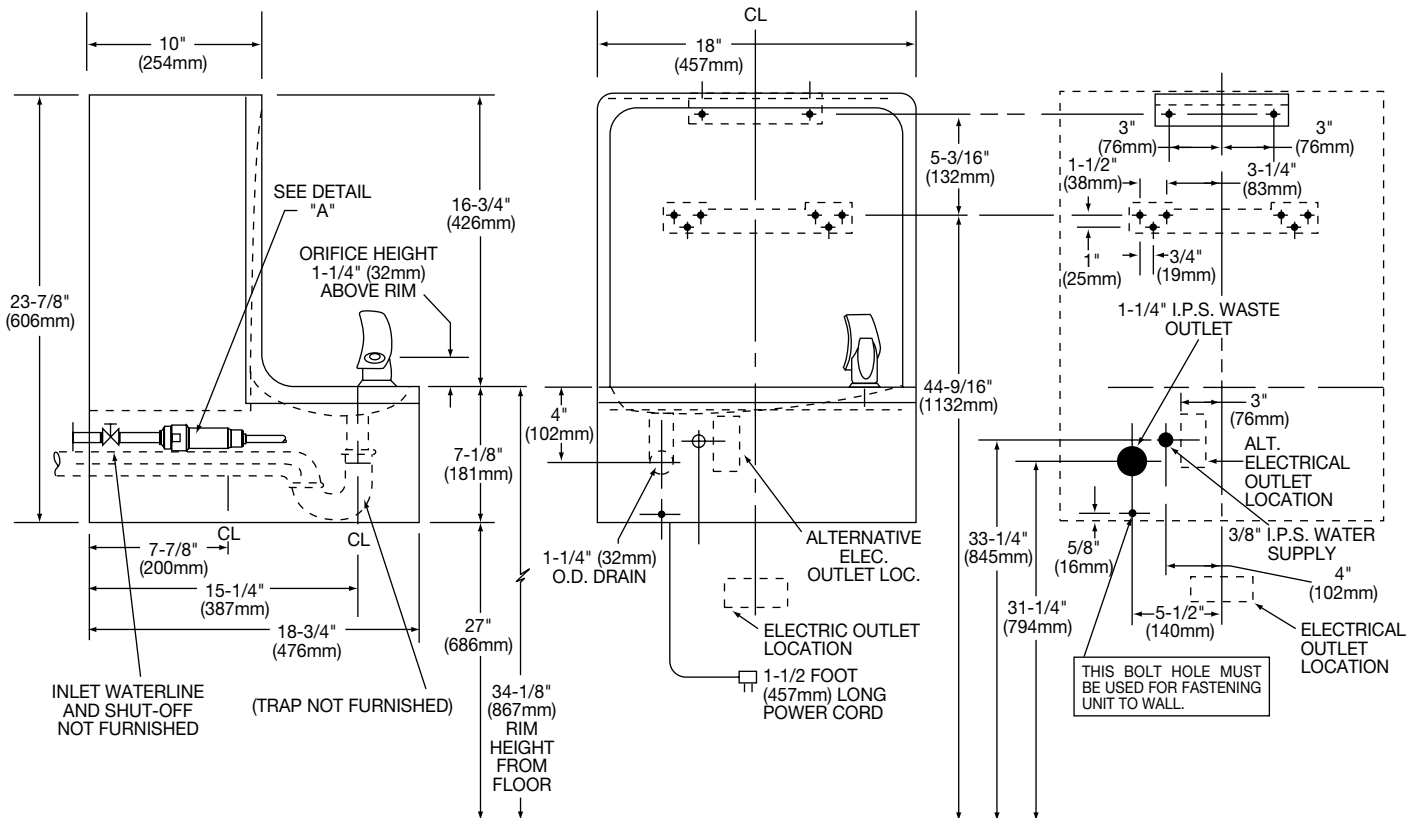 10"
(254mm)
23-7/8"
(606mm)
SEE DETAIL
"A"
ORIFICE HEIGHT
1-1/4" (32mm)
ABOVE RIM
16-3/4"
(426mm)
7-1/8"
(181mm)
CL
CL
7-7/8"
(200mm)
15-1/4"
(387mm)
18-3/4"
(476mm)
27"
(686mm)
INLET WATERLINE
AND SHUT-OFF
NOT FURNISHED
(TRAP NOT FURNISHED)
34-1/8"
(867mm)
RIM
HEIGHT
FROM
FLOOR
CL
18"
(457mm)
5-3/16"
(132mm)
4"
(102mm)
44-9/16"
(1132mm)
1-1/4" (32mm)
O.D. DRAIN
ALTERNATIVE
ELEC.
OUTLET LOC.
ELECTRIC OUTLET
LOCATION
1-1/2 FOOT
(457mm) LONG
POWER CORD
3"
(76mm)
3"
(76mm)
1-1/2"
(38mm)
3-1/4"
(83mm)
1"
(25mm)
3/4"
(19mm)
1-1/4" I.P.S. WASTE
OUTLET
3"
(76mm)
ALT.
ELECTRICAL
OUTLET
LOCATION
33-1/4"
(845mm)
5/8"
(16mm)
3/8" I.P.S. WATER
SUPPLY
4"
(102mm)
31-1/4"
(794mm)
5-1/2"
(140mm)
ELECTRICAL
OUTLET
LOCATION
THIS BOLT HOLE MUST
BE USED FOR FASTENING
UNIT TO WALL.